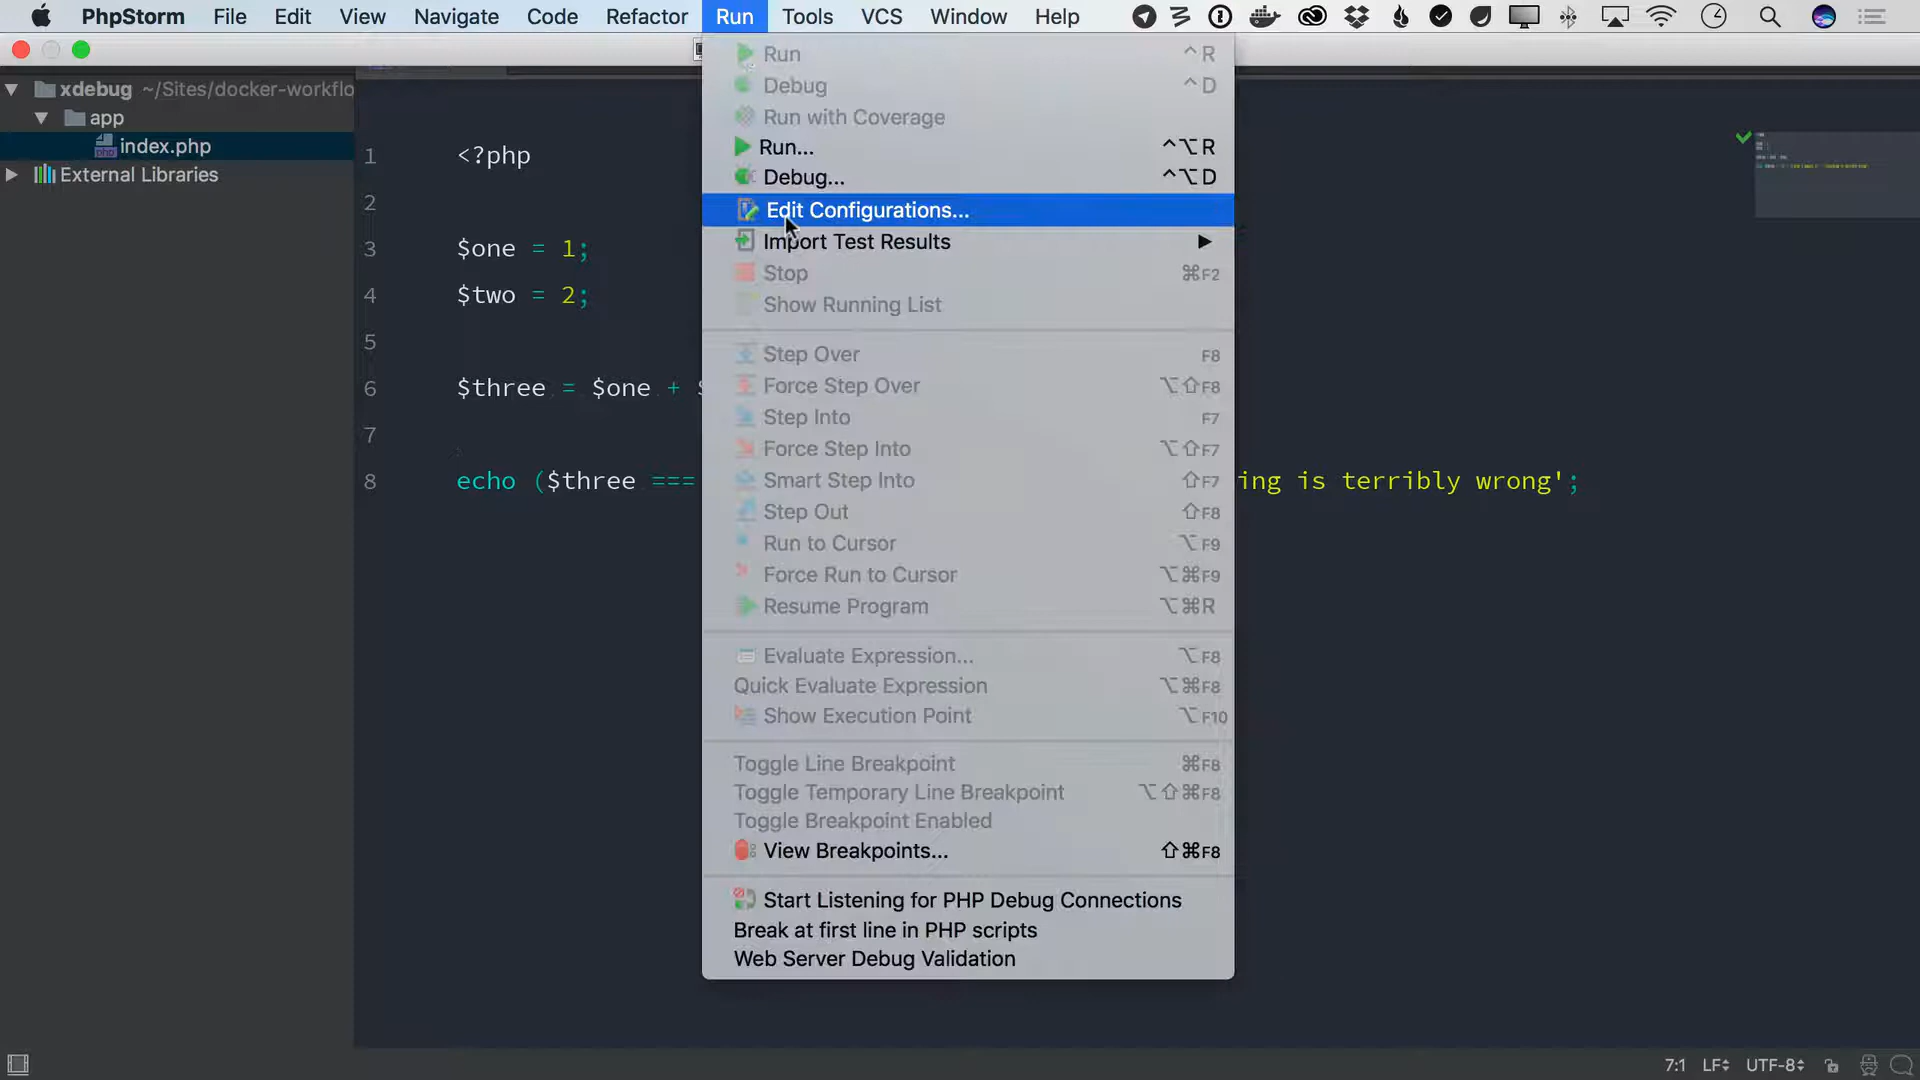 PhpStorm File Edit View Navigate Code Refactor Run Tools VCS Window Help
xdebug ~/Sites/docker-workflo
app
index.php
External Libraries
1 <?php
2
3 $one = 1;
4 $two = 2;
5
6 $three = $one + $
7
8 echo ($three === ing is terribly wrong';
Run ^R
Debug ^D
Run with Coverage
Run... ^⌥R
Debug... ^⌥D
Edit Configurations...
Import Test Results ▶
Stop ⌘F2
Show Running List
Step Over F8
Force Step Over ⌥⇧F8
Step Into F7
Force Step Into ⌥⇧F7
Smart Step Into ⇧F7
Step Out ⇧F8
Run to Cursor ⌥F9
Force Run to Cursor ⌥⌘F9
Resume Program ⌥⌘R
Evaluate Expression... ⌥F8
Quick Evaluate Expression ⌥⌘F8
Show Execution Point ⌥F10
Toggle Line Breakpoint ⌘F8
Toggle Temporary Line Breakpoint ⌥⇧⌘F8
Toggle Breakpoint Enabled
View Breakpoints... ⇧⌘F8
Start Listening for PHP Debug Connections
Break at first line in PHP scripts
Web Server Debug Validation
7:1 LF UTF-8